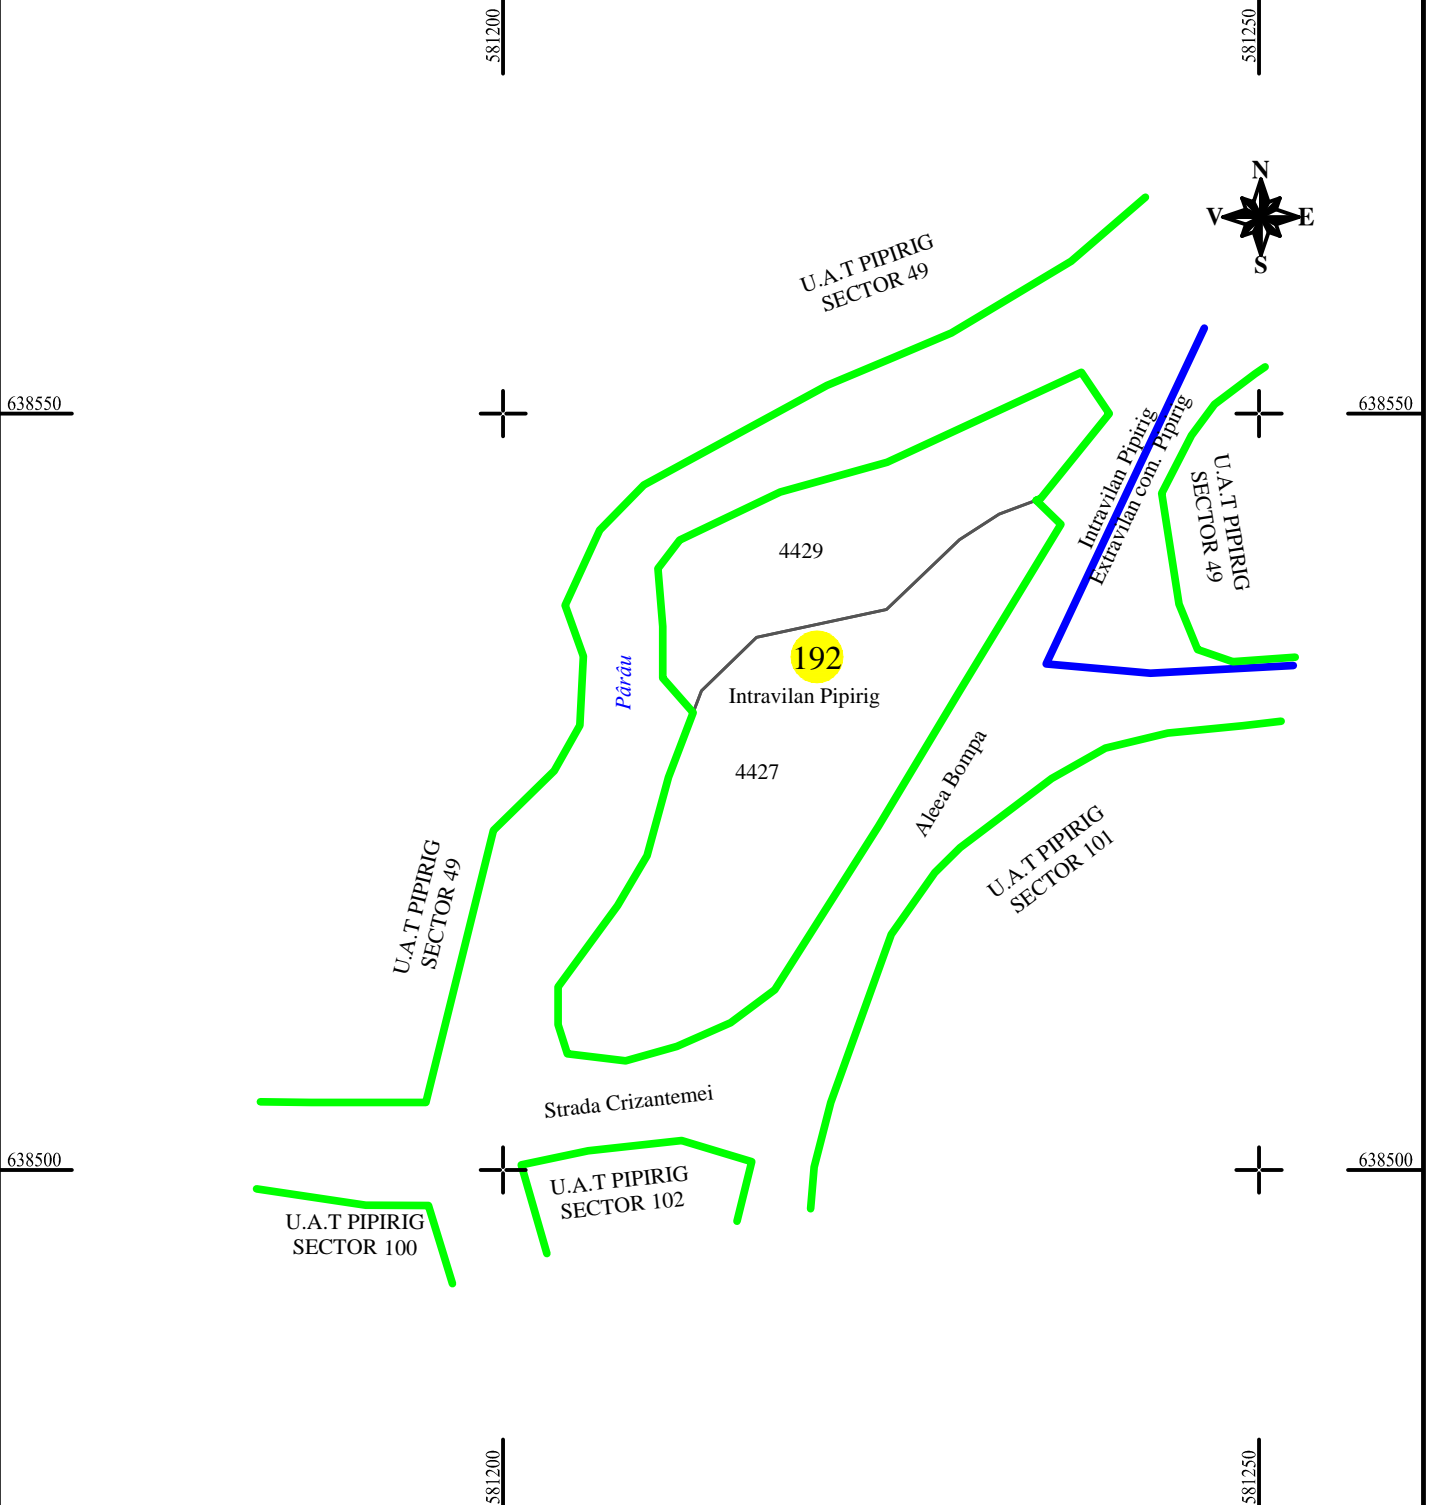 581200
581250
N
V
E
S
U.A.T PIPIRIG
SECTOR 49
638550
638550
Intravilan Pipirig
Extravilan com. Pipirig
U.A.T PIPIRIG
SECTOR 49
4429
192
Intravilan Pipirig
Pârâu
4427
Aleea Bompa
U.A.T PIPIRIG
SECTOR 101
U.A.T PIPIRIG
SECTOR 49
Strada Crizantemei
638500
638500
U.A.T PIPIRIG
SECTOR 102
U.A.T PIPIRIG
SECTOR 100
581200
581250